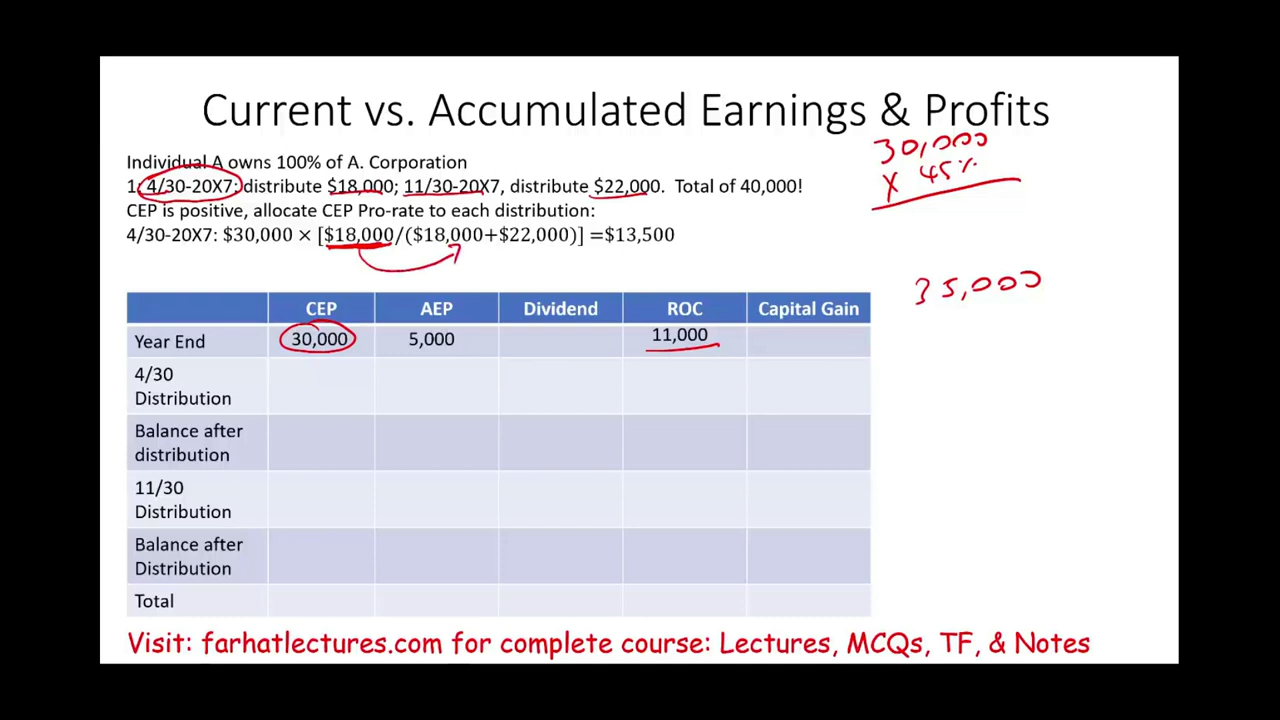 Current vs. Accumulated Earnings & Profits
Individual A owns 100% of A. Corporation
1: 4/30-20X7: distribute $18,000; 11/30-20X7, distribute $22,000. Total of 40,000!
CEP is positive, allocate CEP Pro-rate to each distribution:
4/30-20X7: $30,000 × [$18,000/($18,000+$22,000)] =$13,500
30,000
X 45%
35,000
CEP AEP Dividend ROC Capital Gain
Year End 30,000 5,000 11,000
4/30
Distribution
Balance after
distribution
11/30
Distribution
Balance after
Distribution
Total
Visit: farhatlectures.com for complete course: Lectures, MCQs, TF, & Notes